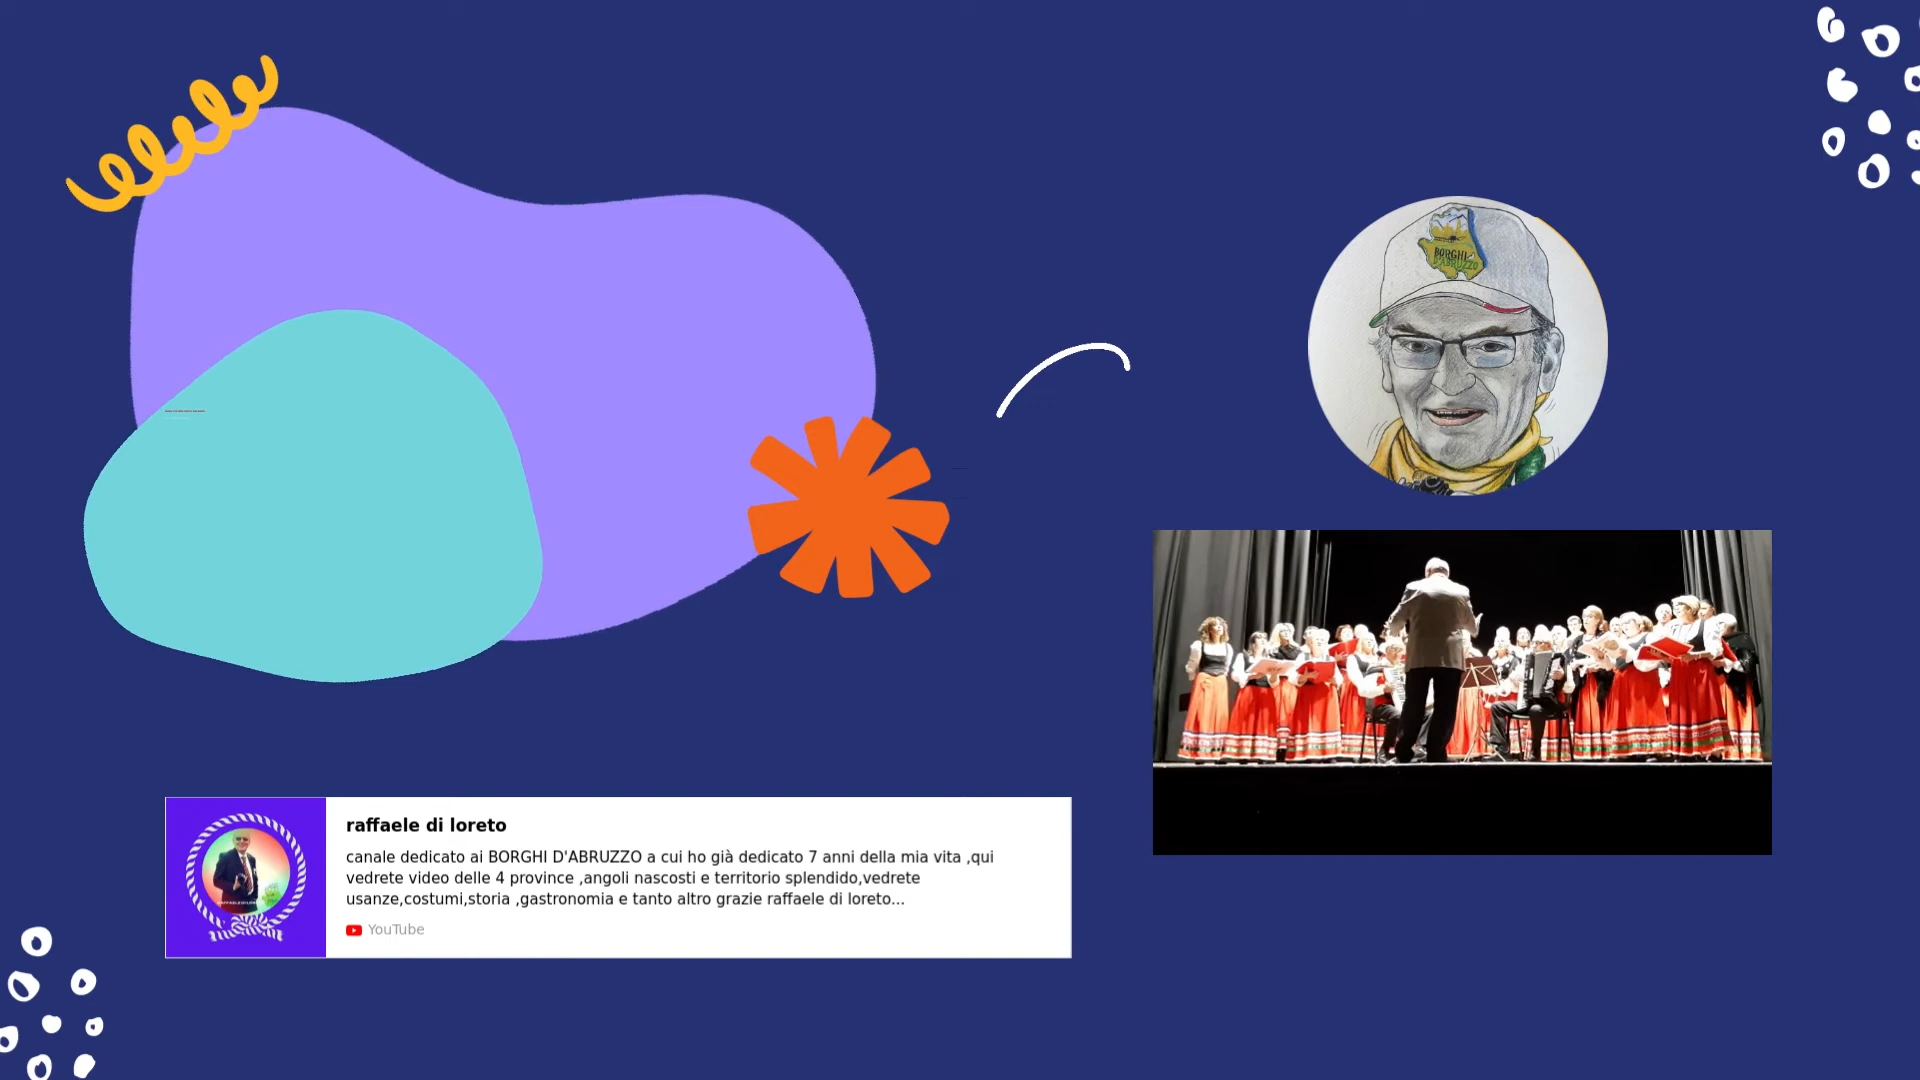 BORGHI
D'ABRUZZO
raffaele di loreto
canale dedicato ai BORGHI D'ABRUZZO a cui ho già dedicato 7 anni della mia vita ,qui
vedrete video delle 4 province ,angoli nascosti e territorio splendido,vedrete
usanze,costumi,storia ,gastronomia e tanto altro grazie raffaele di loreto...
YouTube